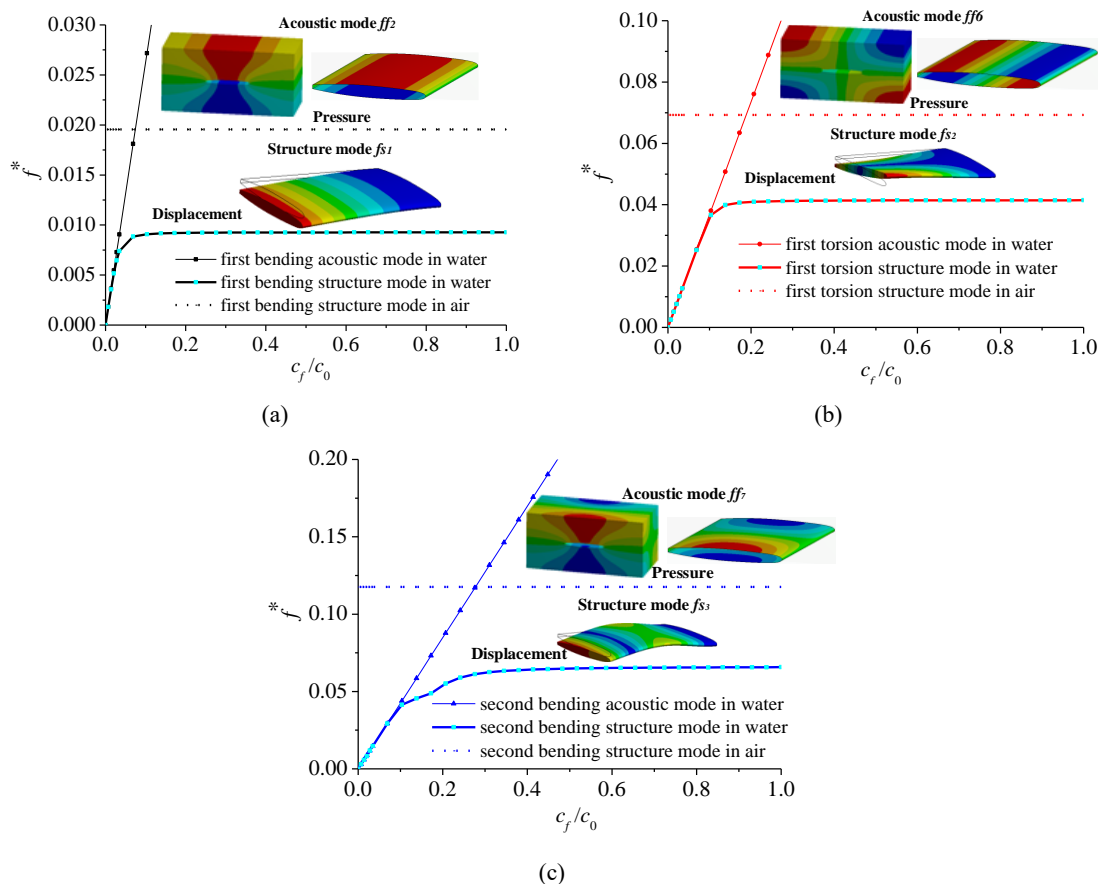 0.030
0.025
0.020
0.015
0.010
0.005
0.000
f*
Acoustic mode ff2
Pressure
Structure mode fs1
Displacement
first bending acoustic mode in water
first bending structure mode in water
first bending structure mode in air
0.0 0.2 0.4 0.6 0.8 1.0
c_f/c_0
(a)
0.10
0.08
0.06
0.04
0.02
0.00
f*
Acoustic mode ff6
Pressure
Structure mode fs2
Displacement
first torsion acoustic mode in water
first torsion structure mode in water
first torsion structure mode in air
0.0 0.2 0.4 0.6 0.8 1.0
c_f/c_0
(b)
0.20
0.15
0.10
0.05
0.00
f*
Acoustic mode ff7
Pressure
Structure mode fs3
Displacement
second bending acoustic mode in water
second bending structure mode in water
second bending structure mode in air
0.0 0.2 0.4 0.6 0.8 1.0
c_f/c_0
(c)